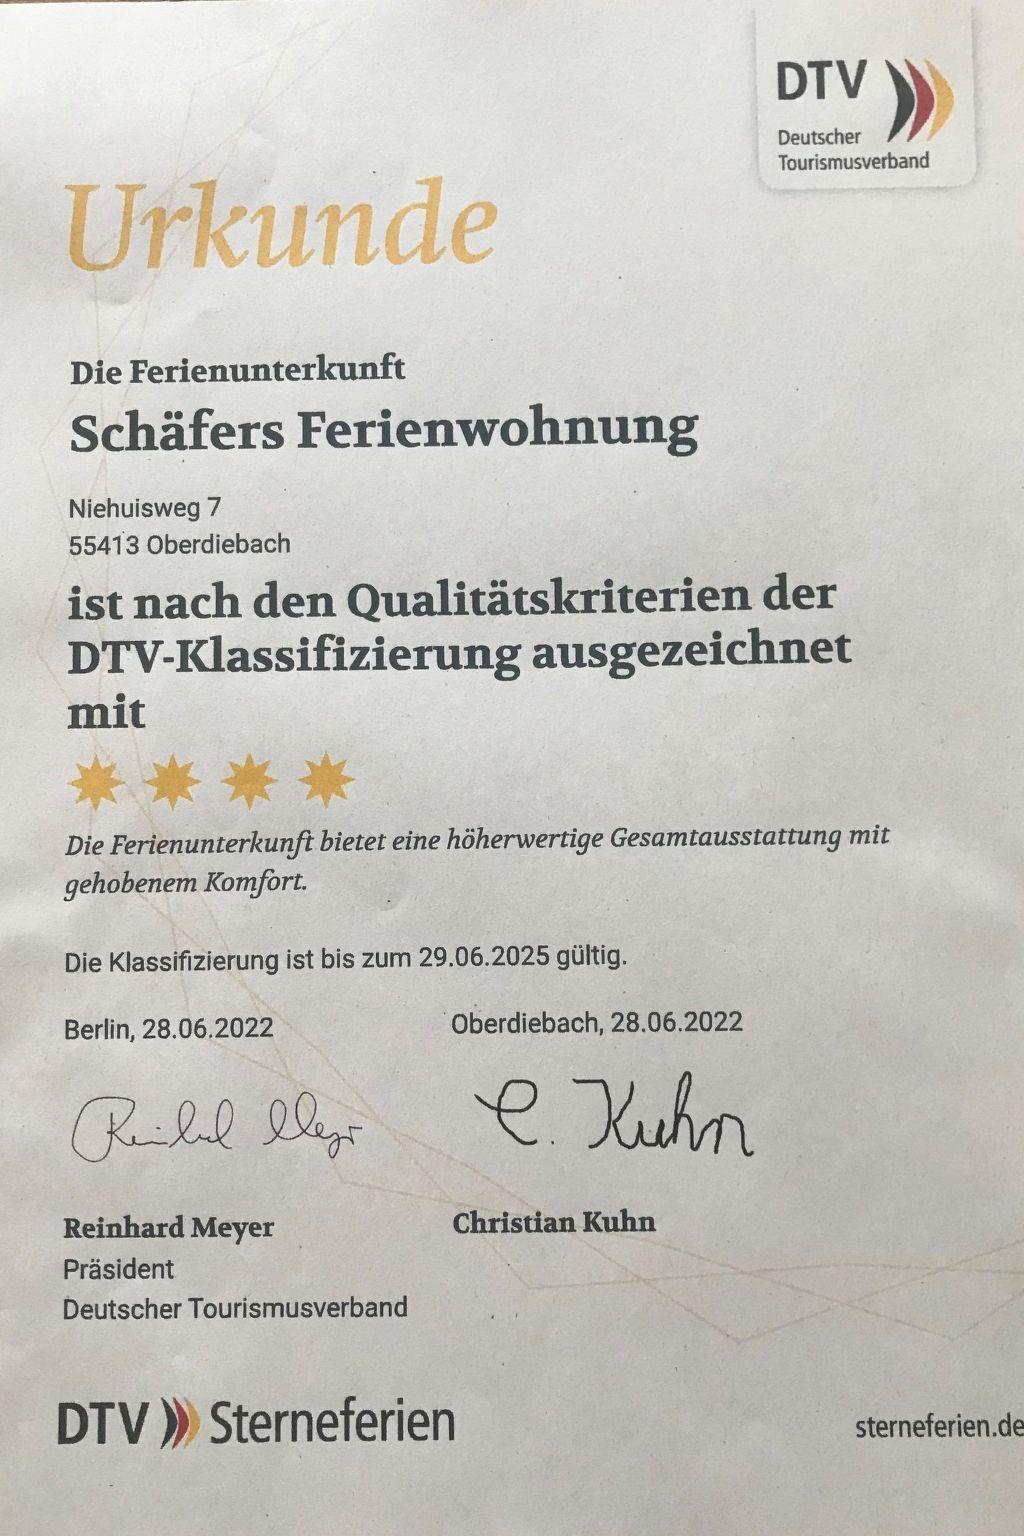 DTV
Deutscher
Tourismusverband
Urkunde
Die Ferienunterkunft
Schäfers Ferienwohnung
Niehuisweg 7
55413 Oberdiebach
ist nach den Qualitätskriterien der
DTV-Klassifizierung ausgezeichnet
mit
Die Ferienunterkunft bietet eine höherwertige Gesamtausstattung mit
gehobenem Komfort.
Die Klassifizierung ist bis zum 29.06.2025 gültig.
Berlin, 28.06.2022
Oberdiebach, 28.06.2022
Reinhard Meyer
C. Kuhn
Reinhard Meyer
Christian Kuhn
Präsident
Deutscher Tourismusverband
DTV Sterneferien
sterneferien.de